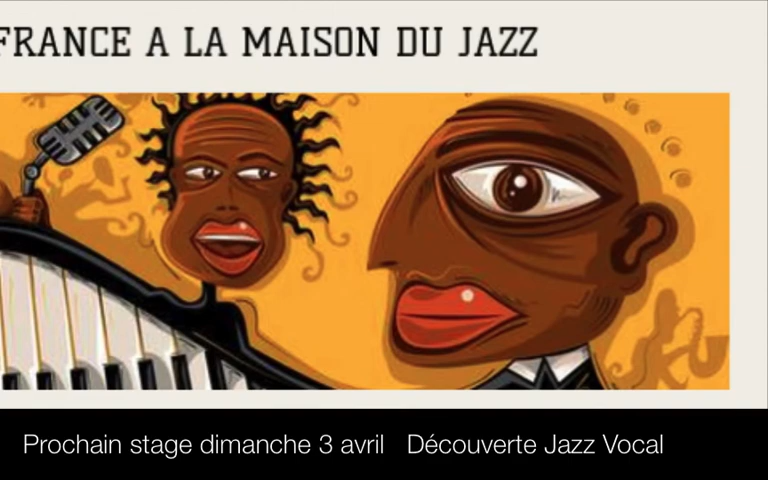 FRANCE A LA MAISON DU JAZZ
Prochain stage dimanche 3 avril Découverte Jazz Vocal